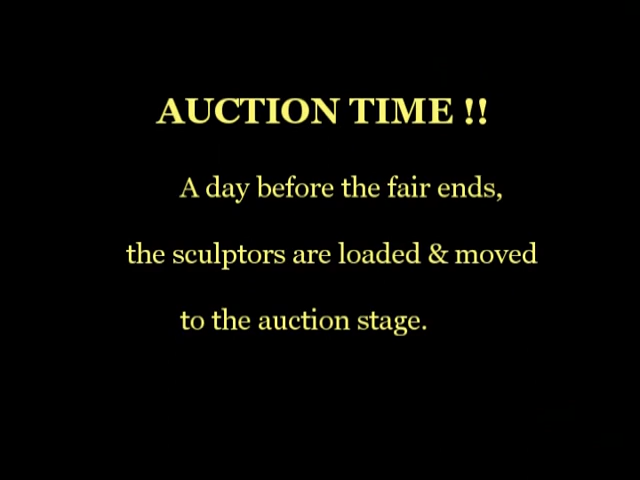 AUCTION TIME !!
A day before the fair ends,
the sculptors are loaded & moved
to the auction stage.